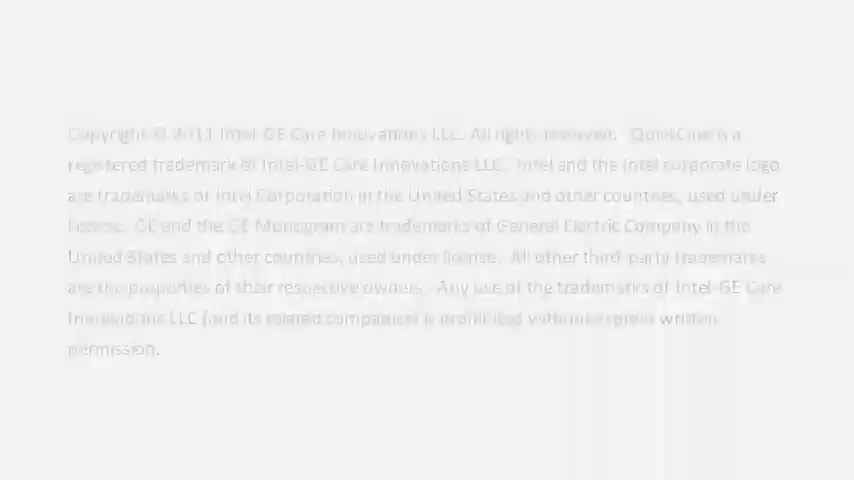 Copyright © 2011 Intel-GE Care Innovations LLC. All rights reserved. QuietCare is a
registered trademark of Intel-GE Care Innovations LLC. Intel and the Intel corporate logo
are trademarks of Intel Corporation in the United States and other countries, used under
license. GE and the GE Monogram are trademarks of General Electric Company in the
United States and other countries, used under license. All other third-party trademarks
are the properties of their respective owners. Any use of the trademarks of Intel-GE Care
Innovations LLC (and its related companies) is prohibited without express written
permission.